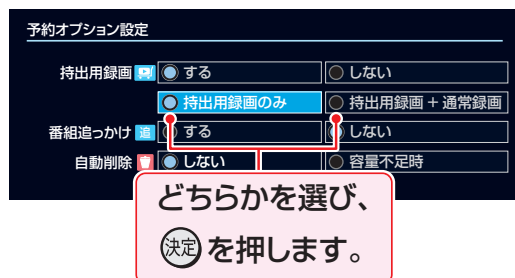 予約オプション設定
持出用録画 する しない
持出用録画のみ 持出用録画 + 通常録画
番組追っかけ 追 する しない
自動削除 しない 容量不足時
どちらかを選び、
決定 を押します。